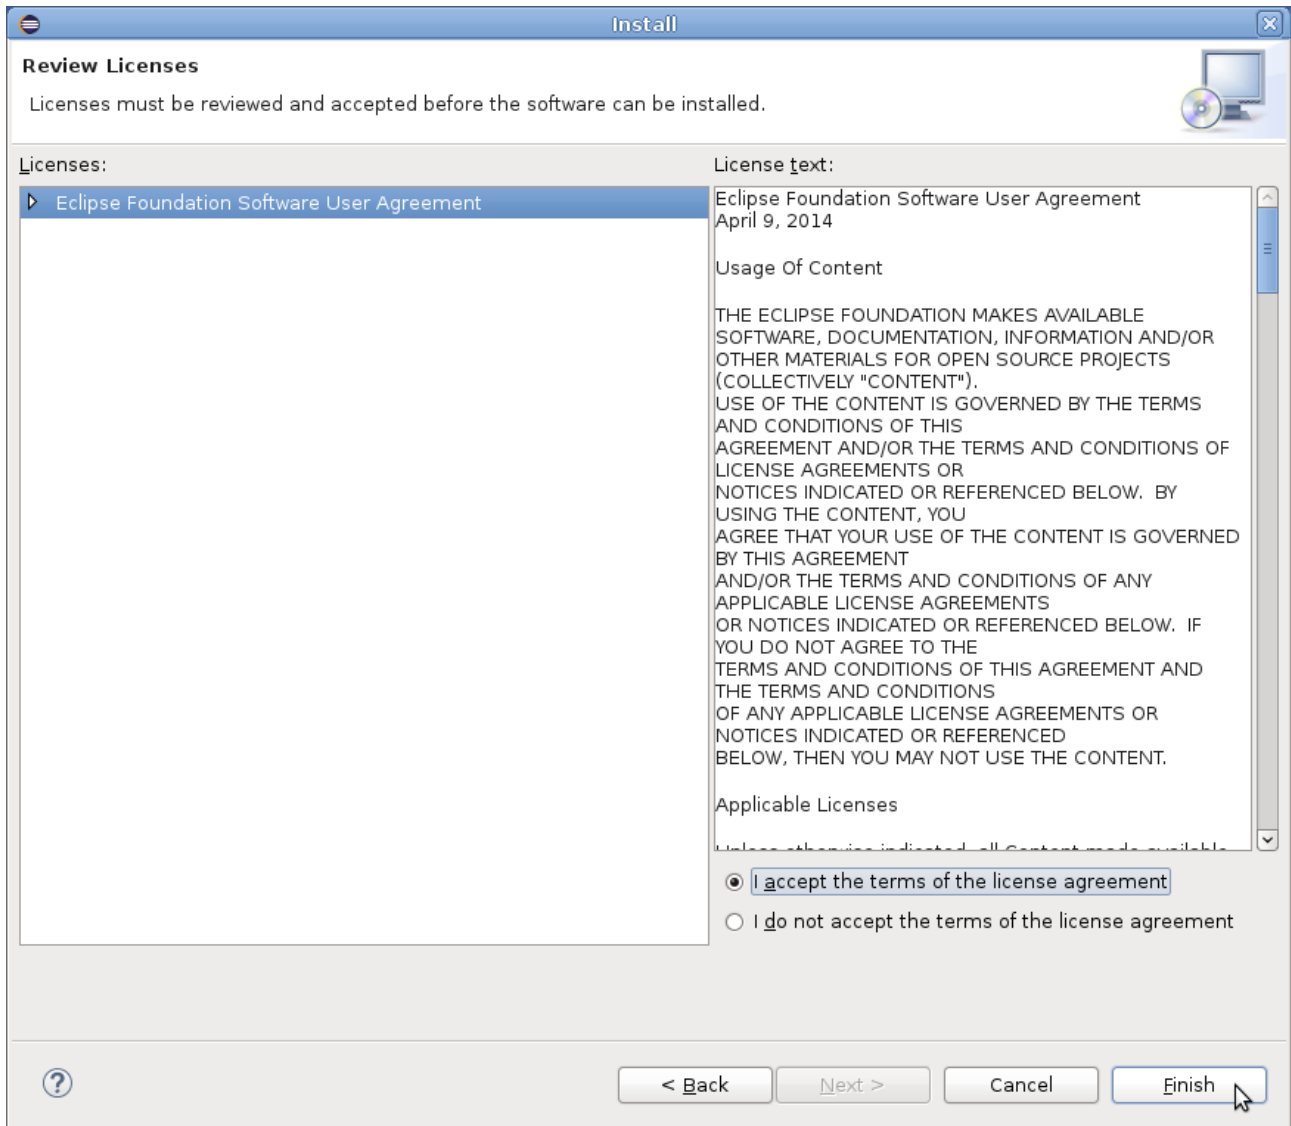 Install
Review Licenses
Licenses must be reviewed and accepted before the software can be installed.
Licenses:
Eclipse Foundation Software User Agreement
License text:
Eclipse Foundation Software User Agreement
April 9, 2014
Usage Of Content
THE ECLIPSE FOUNDATION MAKES AVAILABLE
SOFTWARE, DOCUMENTATION, INFORMATION AND/OR
OTHER MATERIALS FOR OPEN SOURCE PROJECTS
(COLLECTIVELY "CONTENT").
USE OF THE CONTENT IS GOVERNED BY THE TERMS
AND CONDITIONS OF THIS
AGREEMENT AND/OR THE TERMS AND CONDITIONS OF
LICENSE AGREEMENTS OR
NOTICES INDICATED OR REFERENCED BELOW.  BY
USING THE CONTENT, YOU
AGREE THAT YOUR USE OF THE CONTENT IS GOVERNED
BY THIS AGREEMENT
AND/OR THE TERMS AND CONDITIONS OF ANY
APPLICABLE LICENSE AGREEMENTS
OR NOTICES INDICATED OR REFERENCED BELOW.  IF
YOU DO NOT AGREE TO THE
TERMS AND CONDITIONS OF THIS AGREEMENT AND
THE TERMS AND CONDITIONS
OF ANY APPLICABLE LICENSE AGREEMENTS OR
NOTICES INDICATED OR REFERENCED
BELOW, THEN YOU MAY NOT USE THE CONTENT.
Applicable Licenses
Unless otherwise indicated, all Content made available
I accept the terms of the license agreement
I do not accept the terms of the license agreement
< Back
Next >
Cancel
Finish